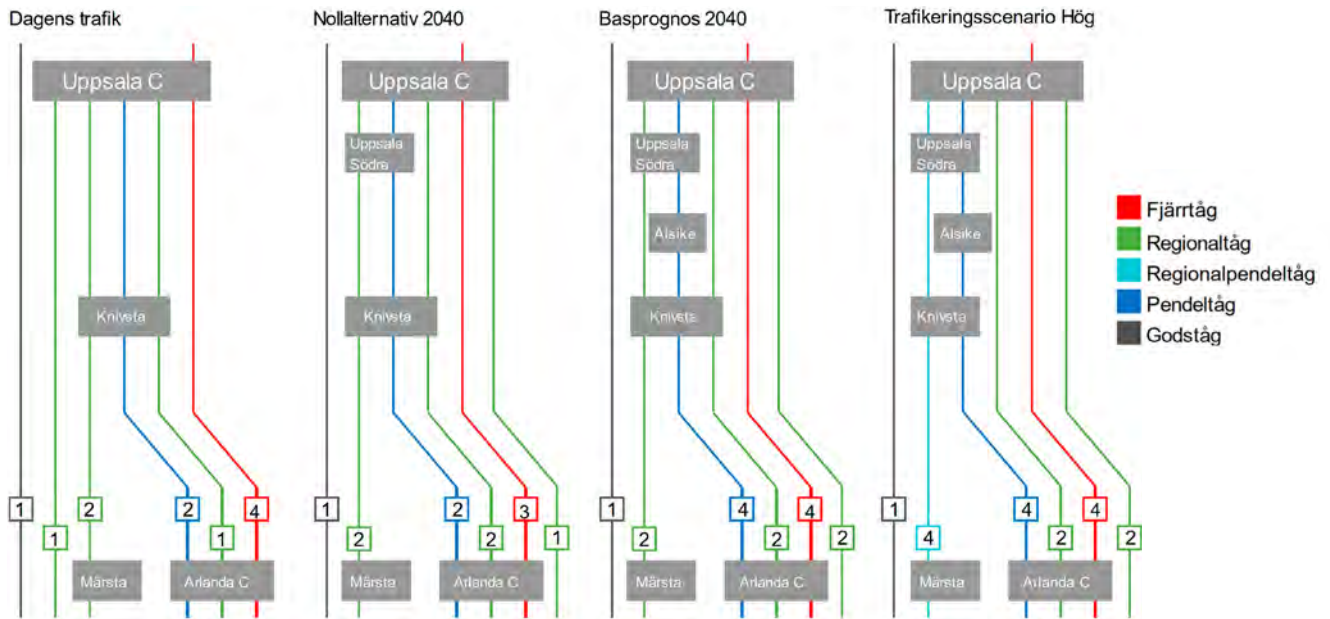 Dagens trafik
Nollalternativ 2040
Basprognos 2040
Trafikeringsscenario Hög
Uppsala C
Uppsala C
Uppsala C
Uppsala C
Uppsala
Södra
Uppsala
Södra
Uppsala
Södra
Alsike
Alsike
Knivsta
Knivsta
Knivsta
Knivsta
Fjärrtåg
Regionaltåg
Regionalpendeltåg
Pendeltåg
Godståg
1
1
2
2
1
4
1
2
2
2
3
1
1
2
4
2
4
2
1
4
4
2
4
2
Märsta
Arlanda C
Märsta
Arlanda C
Märsta
Arlanda C
Märsta
Arlanda C